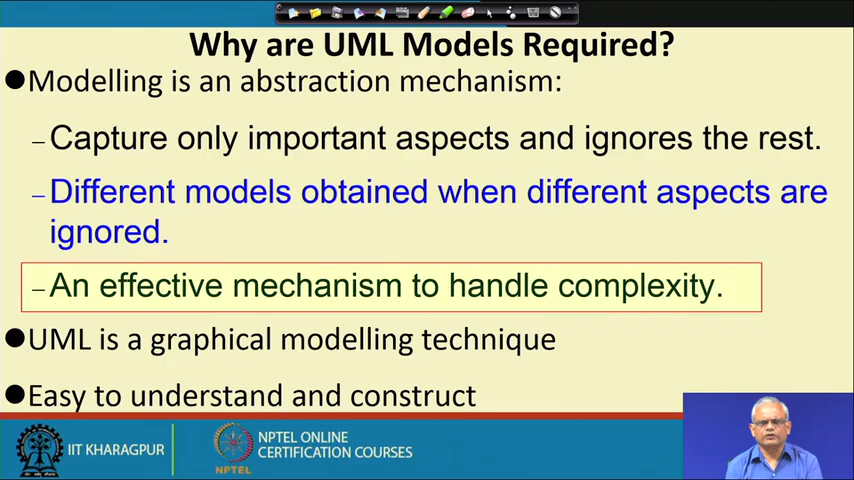 Why are UML Models Required?
●Modelling is an abstraction mechanism:
–Capture only important aspects and ignores the rest.
–Different models obtained when different aspects are
ignored.
–An effective mechanism to handle complexity.
●UML is a graphical modelling technique
●Easy to understand and construct
IIT KHARAGPUR
NPTEL
NPTEL ONLINE
CERTIFICATION COURSES